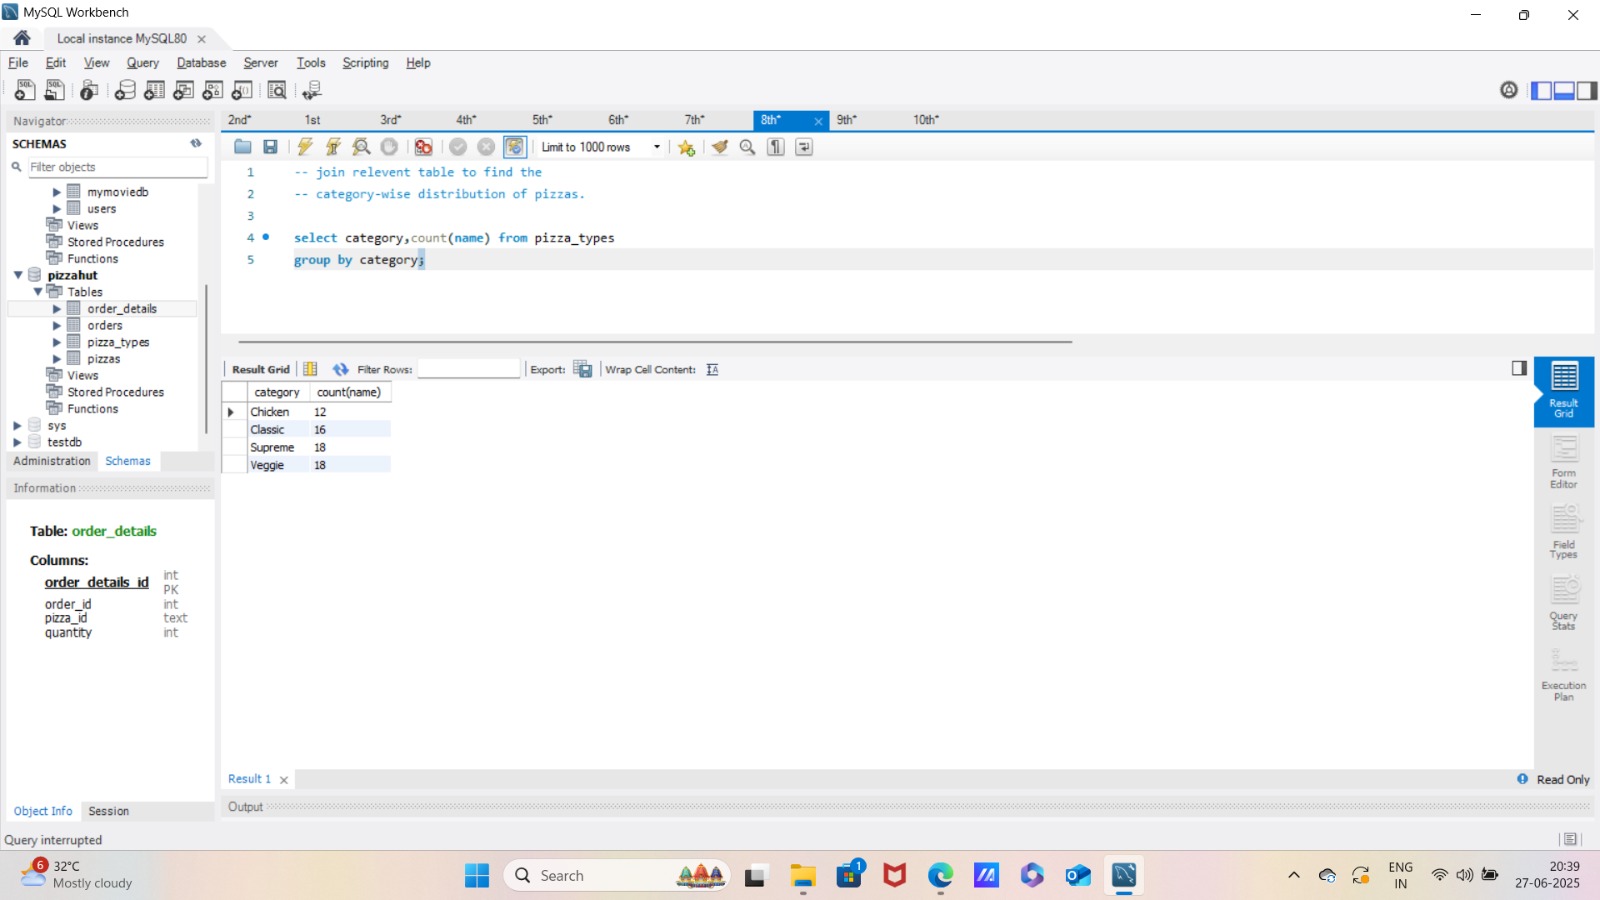 MySQL Workbench
Local instance MySQL80
File Edit View Query Database Server Tools Scripting Help
Navigator
SCHEMAS
Filter objects
mymoviedb
users
Views
Stored Procedures
Functions
pizzahut
Tables
order_details
orders
pizza_types
pizzas
Views
Stored Procedures
Functions
sys
testdb
Administration Schemas
Information
Table: order_details
Columns:
order_details_id int PK
order_id int
pizza_id text
quantity int
Object Info Session
2nd* 1st 3rd* 4th* 5th* 6th* 7th* 8th* 9th* 10th*
Limit to 1000 rows
1 -- join relevent table to find the
2 -- category-wise distribution of pizzas.
3
4 select category,count(name) from pizza_types
5 group by category;
Result Grid Filter Rows: Export: Wrap Cell Content:
category count(name)
Chicken 12
Classic 16
Supreme 18
Veggie 18
Result Grid
Form Editor
Field Types
Query Stats
Execution Plan
Result 1
Read Only
Output
Query interrupted
6
32°C
Mostly cloudy
Search
1
ENG
IN
20:39
27-06-2025